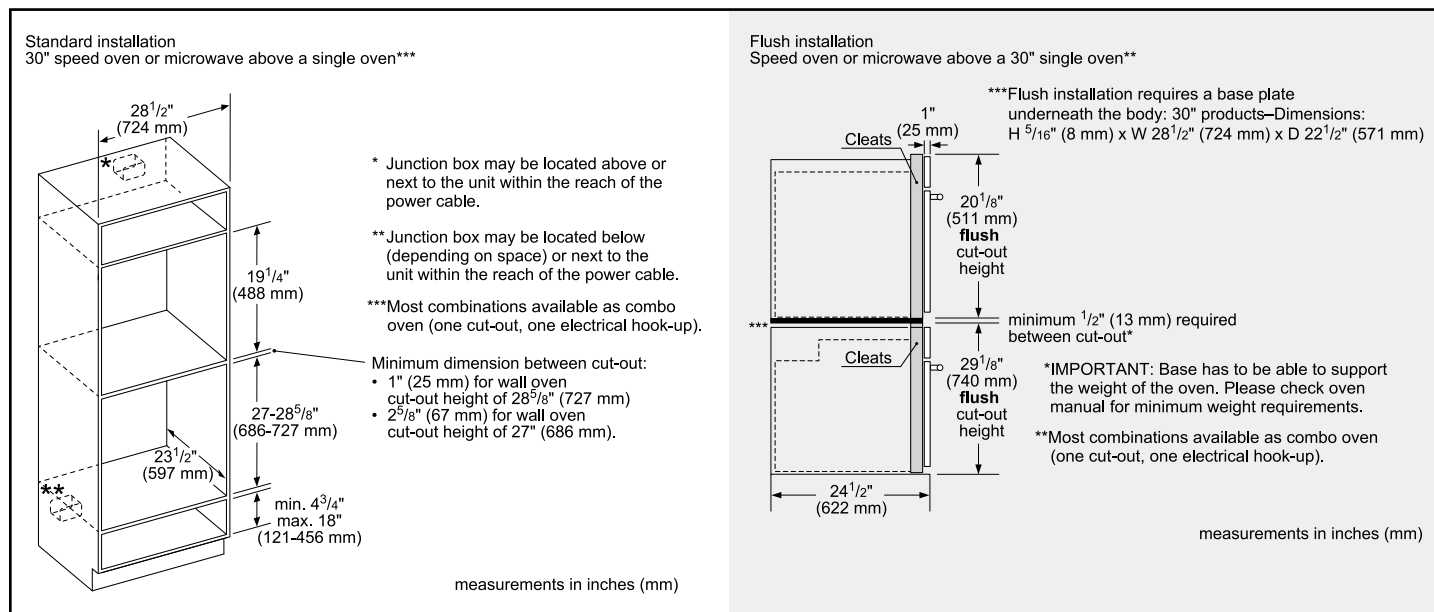 Standard installation
30" speed oven or microwave above a single oven***
28 1/2"
(724 mm)
*
* Junction box may be located above or
next to the unit within the reach of the
power cable.
** Junction box may be located below
(depending on space) or next to the
unit within the reach of the power cable.
19 1/4"
(488 mm)
***Most combinations available as combo
oven (one cut-out, one electrical hook-up).
Minimum dimension between cut-out:
• 1" (25 mm) for wall oven
cut-out height of 28 5/8" (727 mm)
• 2 5/8" (67 mm) for wall oven
cut-out height of 27" (686 mm).
27-28 5/8"
(686-727 mm)
23 1/2"
(597 mm)
**
min. 4 3/4"
max. 18"
(121-456 mm)
measurements in inches (mm)
Flush installation
Speed oven or microwave above a 30" single oven**
***Flush installation requires a base plate
underneath the body: 30" products–Dimensions:
H 5/16" (8 mm) x W 28 1/2" (724 mm) x D 22 1/2" (571 mm)
1"
(25 mm)
Cleats
20 1/8"
(511 mm)
flush
cut-out
height
***
minimum 1/2" (13 mm) required
between cut-out*
Cleats
29 1/8"
(740 mm)
flush
cut-out
height
*IMPORTANT: Base has to be able to support
the weight of the oven. Please check oven
manual for minimum weight requirements.
**Most combinations available as combo oven
(one cut-out, one electrical hook-up).
24 1/2"
(622 mm)
measurements in inches (mm)